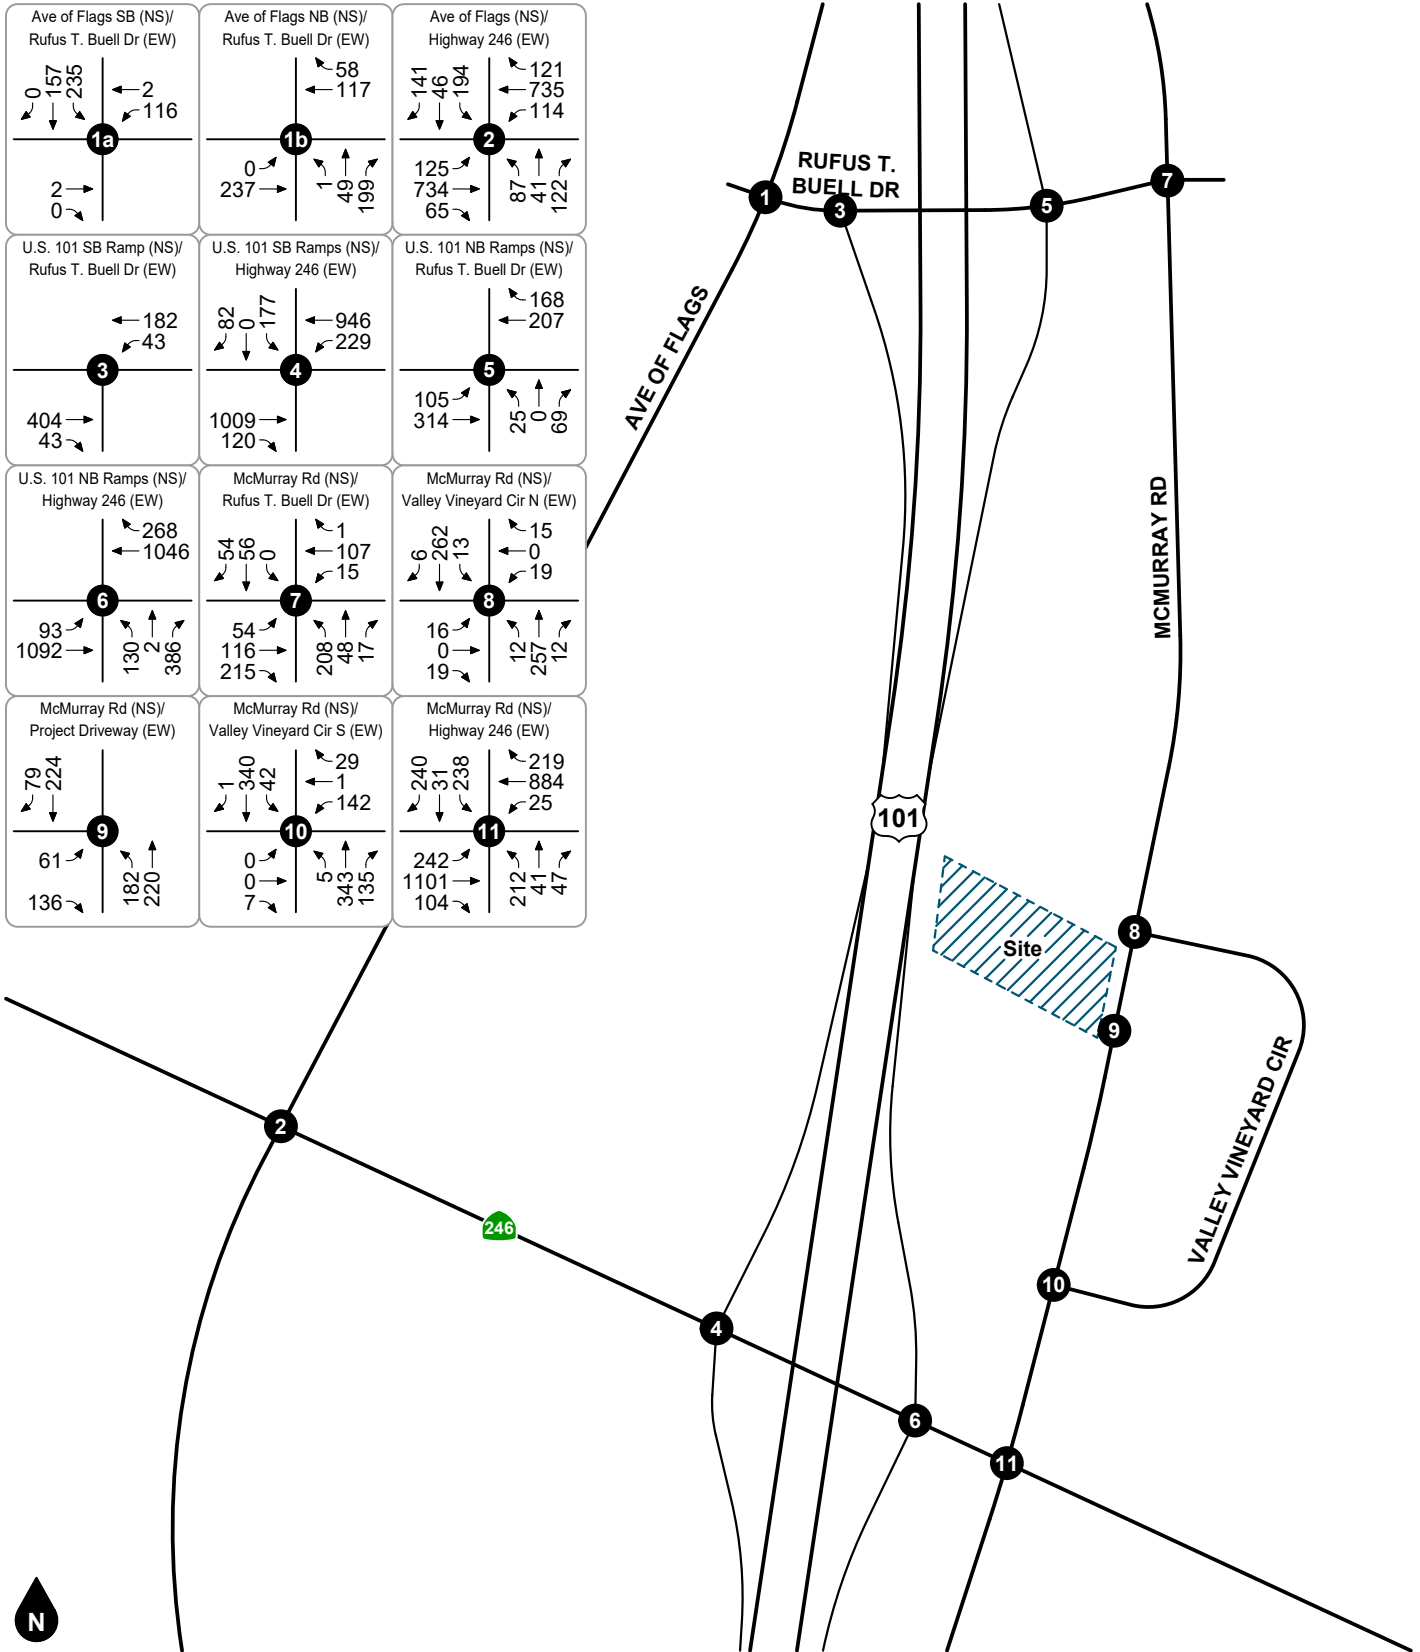 Ave of Flags SB (NS)/
Rufus T. Buell Dr (EW)
0 157 235
2
116
1a
2
0
Ave of Flags NB (NS)/
Rufus T. Buell Dr (EW)
58
117
1b
0
237
1 49 199
Ave of Flags (NS)/
Highway 246 (EW)
141 46 194
121
735
114
2
125
734
65
87 41 122
U.S. 101 SB Ramp (NS)/
Rufus T. Buell Dr (EW)
182
43
3
404
43
U.S. 101 SB Ramps (NS)/
Highway 246 (EW)
82 0 177
946
229
4
1009
120
U.S. 101 NB Ramps (NS)/
Rufus T. Buell Dr (EW)
168
207
5
105
314
25 0 69
U.S. 101 NB Ramps (NS)/
Highway 246 (EW)
268
1046
6
93
1092
130 2 386
McMurray Rd (NS)/
Rufus T. Buell Dr (EW)
54 56 0
1
107
15
7
54
116
215
208 48 17
McMurray Rd (NS)/
Valley Vineyard Cir N (EW)
6 262 13
15
0
19
8
16
0
19
12 257 12
McMurray Rd (NS)/
Project Driveway (EW)
79 224
9
61
136
182 220
McMurray Rd (NS)/
Valley Vineyard Cir S (EW)
1 340 42
29
1
142
10
0
0
7
5 343 135
McMurray Rd (NS)/
Highway 246 (EW)
240 31 238
219
884
25
11
242
1101
104
212 41 47
RUFUS T.
BUELL DR
1
3
5
7
AVE OF FLAGS
MCMURRAY RD
101
Site
8
9
VALLEY VINEYARD CIR
2
246
10
4
6
11
N